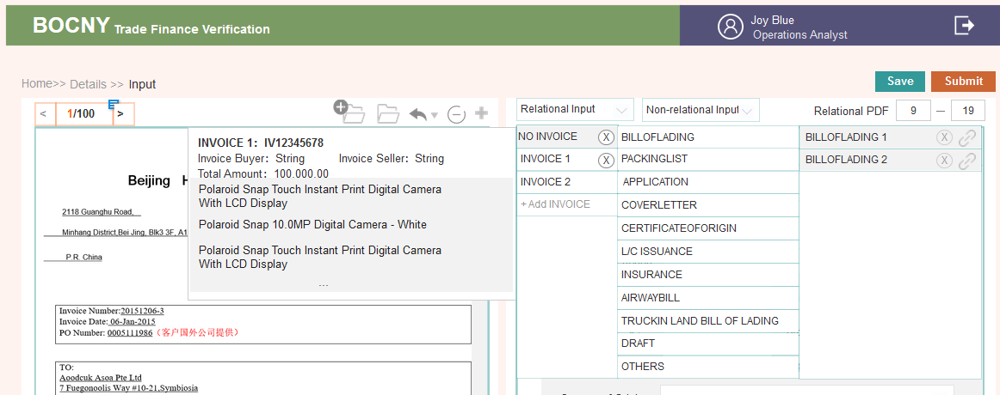 BOCNY Trade Finance Verification
Joy Blue
Operations Analyst
Home>> Details >> Input
Save
Submit
< 1/100 >
Relational Input
Non-relational Input
Relational PDF 9 — 19
INVOICE 1：IV12345678
Invoice Buyer：String Invoice Seller：String
Total Amount：100.000.00
Polaroid Snap Touch Instant Print Digital Camera
With LCD Display
Polaroid Snap 10.0MP Digital Camera - White
Polaroid Snap Touch Instant Print Digital Camera
With LCD Display
...
Beijing
2118 Guanghu Road,
Minhang District,Bei Jing, Blk3 3F, A1
P.R. China
Invoice Number:20151206-3
Invoice Date: 06-Jan-2015
PO Number: 0005111986（客户国外公司提供）
TO:
Aoodcuk Asoa Pte Ltd
7 Fuegonoolis Way #10-21,Symbiosia
NO INVOICE X
INVOICE 1 X
INVOICE 2
+ Add INVOICE
BILLOFLADING
PACKINGLIST
APPLICATION
COVERLETTER
CERTIFICATEOFORIGIN
L/C ISSUANCE
INSURANCE
AIRWAYBILL
TRUCKIN LAND BILL OF LADING
DRAFT
OTHERS
BILLOFLADING 1 X
BILLOFLADING 2 X